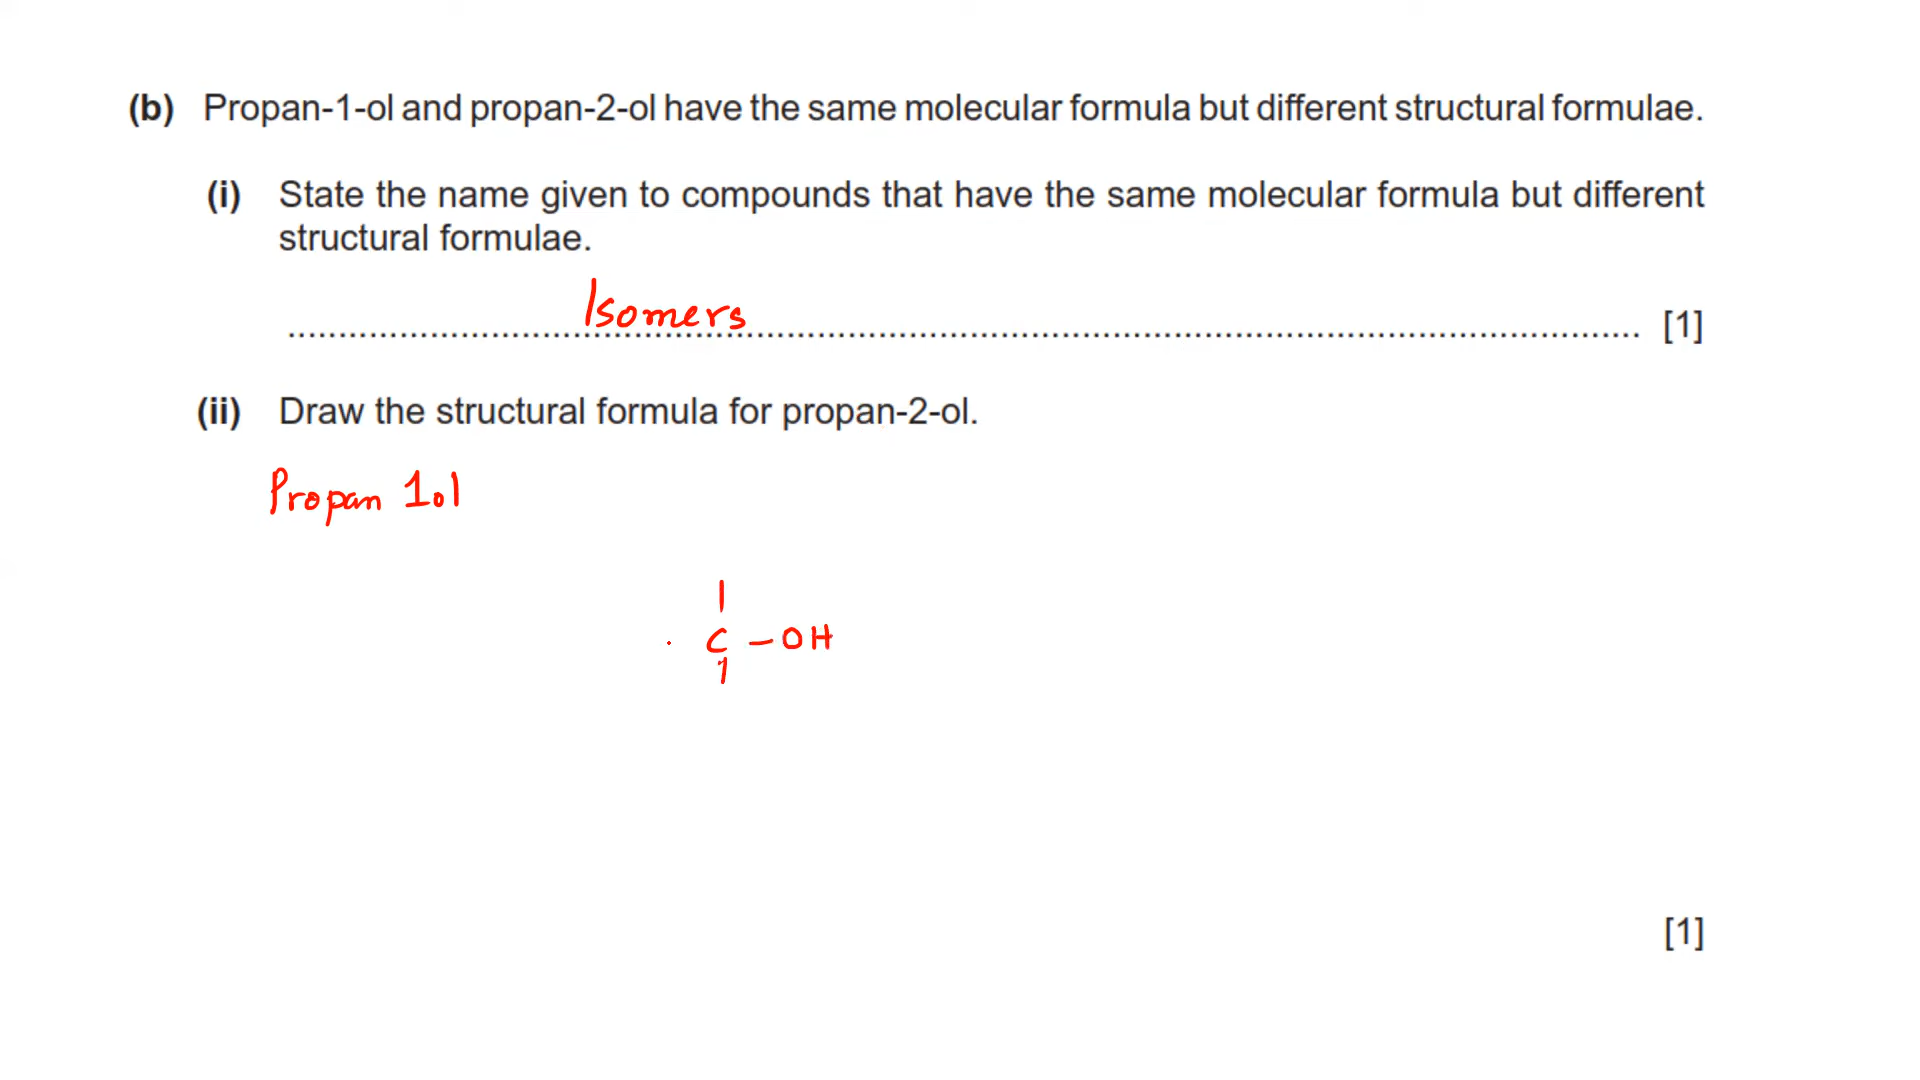 (b) Propan-1-ol and propan-2-ol have the same molecular formula but different structural formulae.
(i) State the name given to compounds that have the same molecular formula but different
structural formulae.
Isomers
[1]
(ii) Draw the structural formula for propan-2-ol.
Propan 1ol
C – OH
[1]